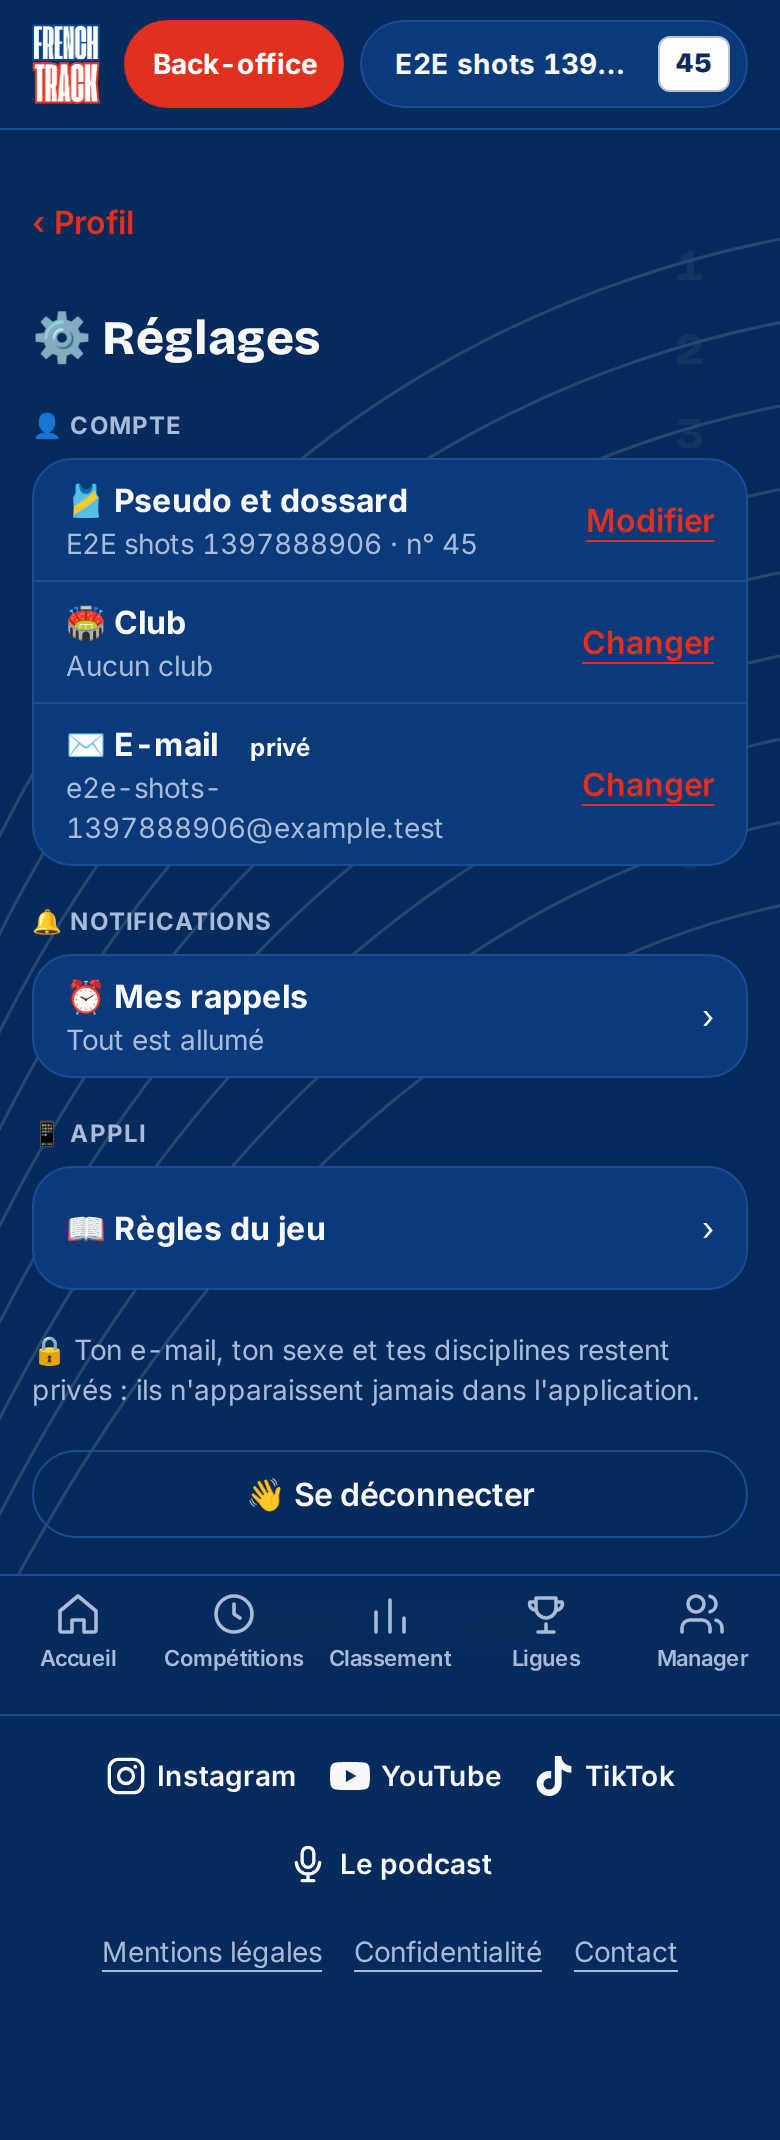 FRENCH
TRACK
Back-office
E2E shots 139...
45
‹ Profil
1
2
3
⚙️ Réglages
👤 COMPTE
🎽 Pseudo et dossard
E2E shots 1397888906 · n° 45
Modifier
🏟️ Club
Aucun club
Changer
✉️ E-mail privé
e2e-shots-
1397888906@example.test
Changer
🔔 NOTIFICATIONS
⏰ Mes rappels
Tout est allumé
›
📱 APPLI
📖 Règles du jeu
›
🔒 Ton e-mail, ton sexe et tes disciplines restent
privés : ils n'apparaissent jamais dans l'application.
👋 Se déconnecter
Accueil
Compétitions
Classement
Ligues
Manager
Instagram
YouTube
TikTok
Le podcast
Mentions légales
Confidentialité
Contact